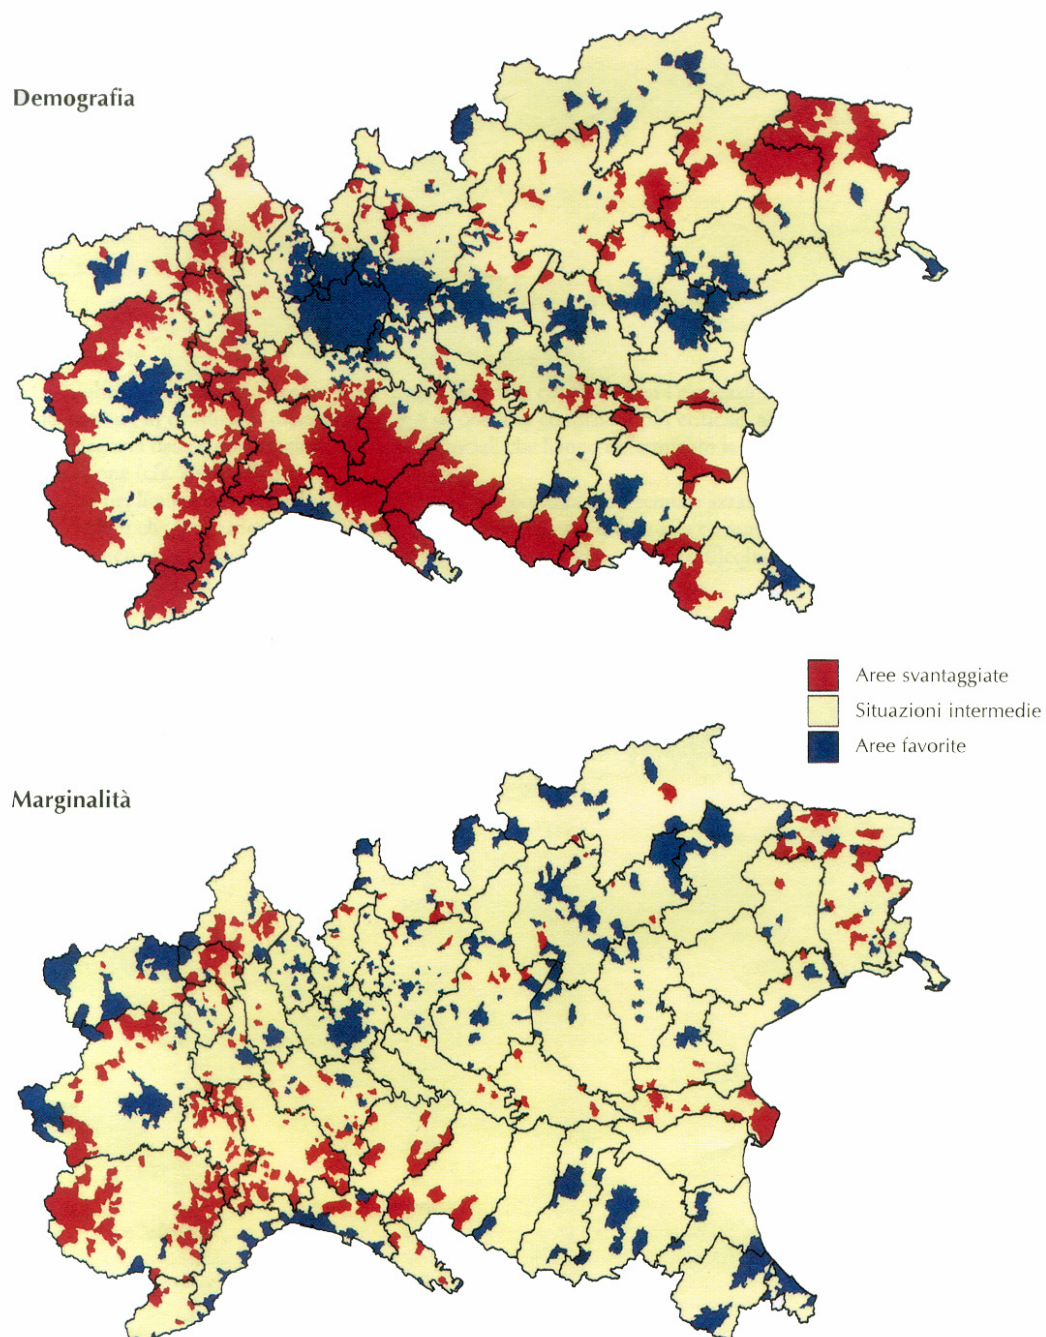 Demografia
Aree svantaggiate
Situazioni intermedie
Aree favorite
Marginalità